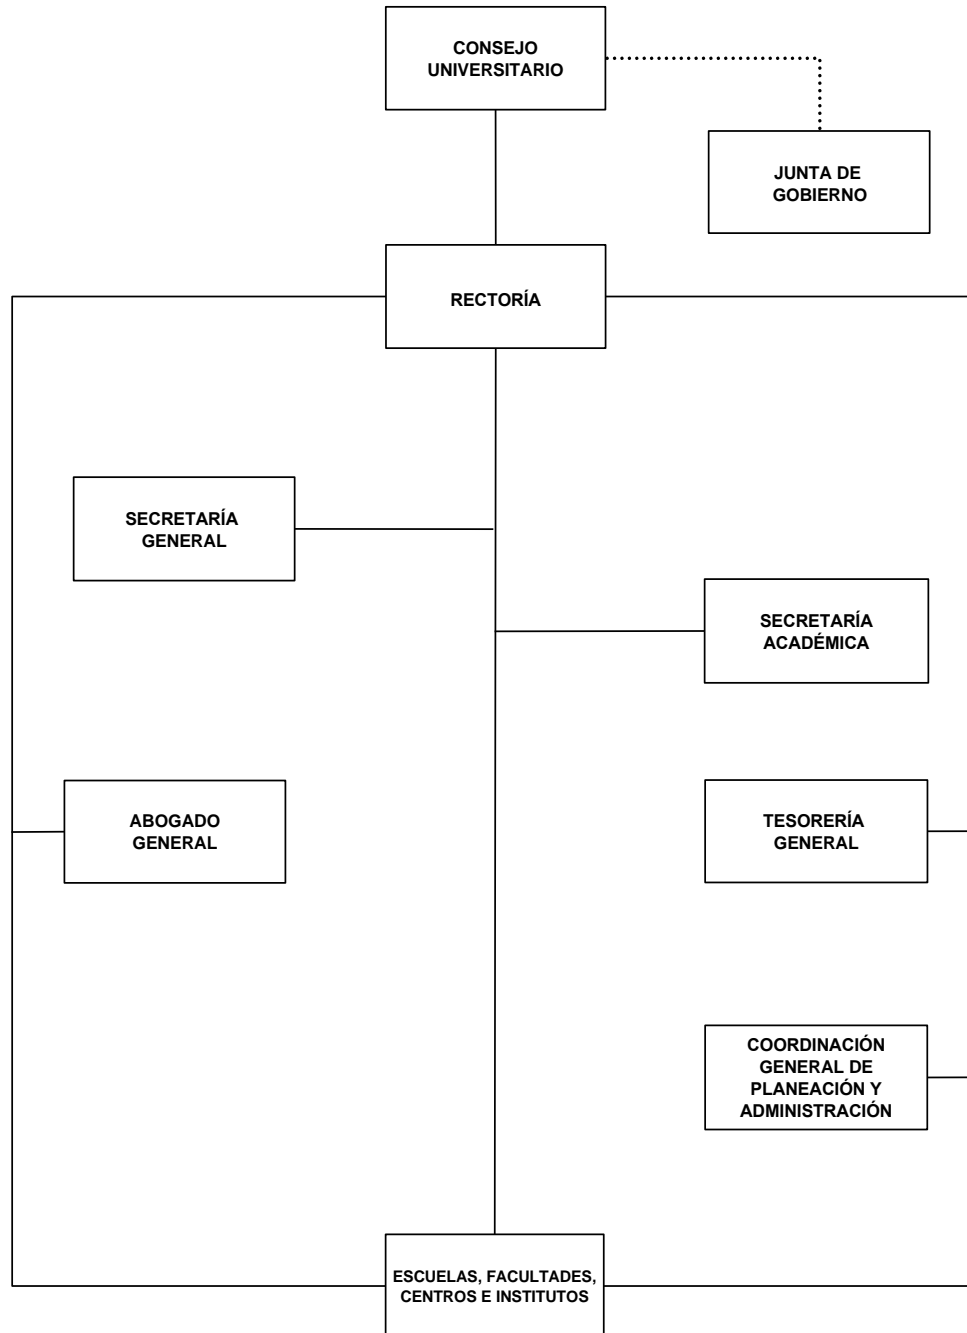 CONSEJO
UNIVERSITARIO
JUNTA DE
GOBIERNO
RECTORÍA
SECRETARÍA
GENERAL
SECRETARÍA
ACADÉMICA
ABOGADO
GENERAL
TESORERÍA
GENERAL
COORDINACIÓN
GENERAL DE
PLANEACIÓN Y
ADMINISTRACIÓN
ESCUELAS, FACULTADES,
CENTROS E INSTITUTOS